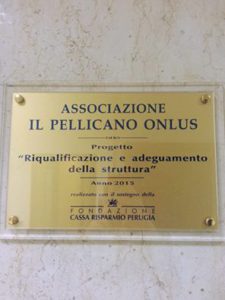 ASSOCIAZIONE
IL PELLICANO ONLUS
Progetto
"Riqualificazione e adeguamento
della struttura"
Anno 2015
realizzato con il sostegno della
FONDAZIONE
CASSA RISPARMIO PERUGIA